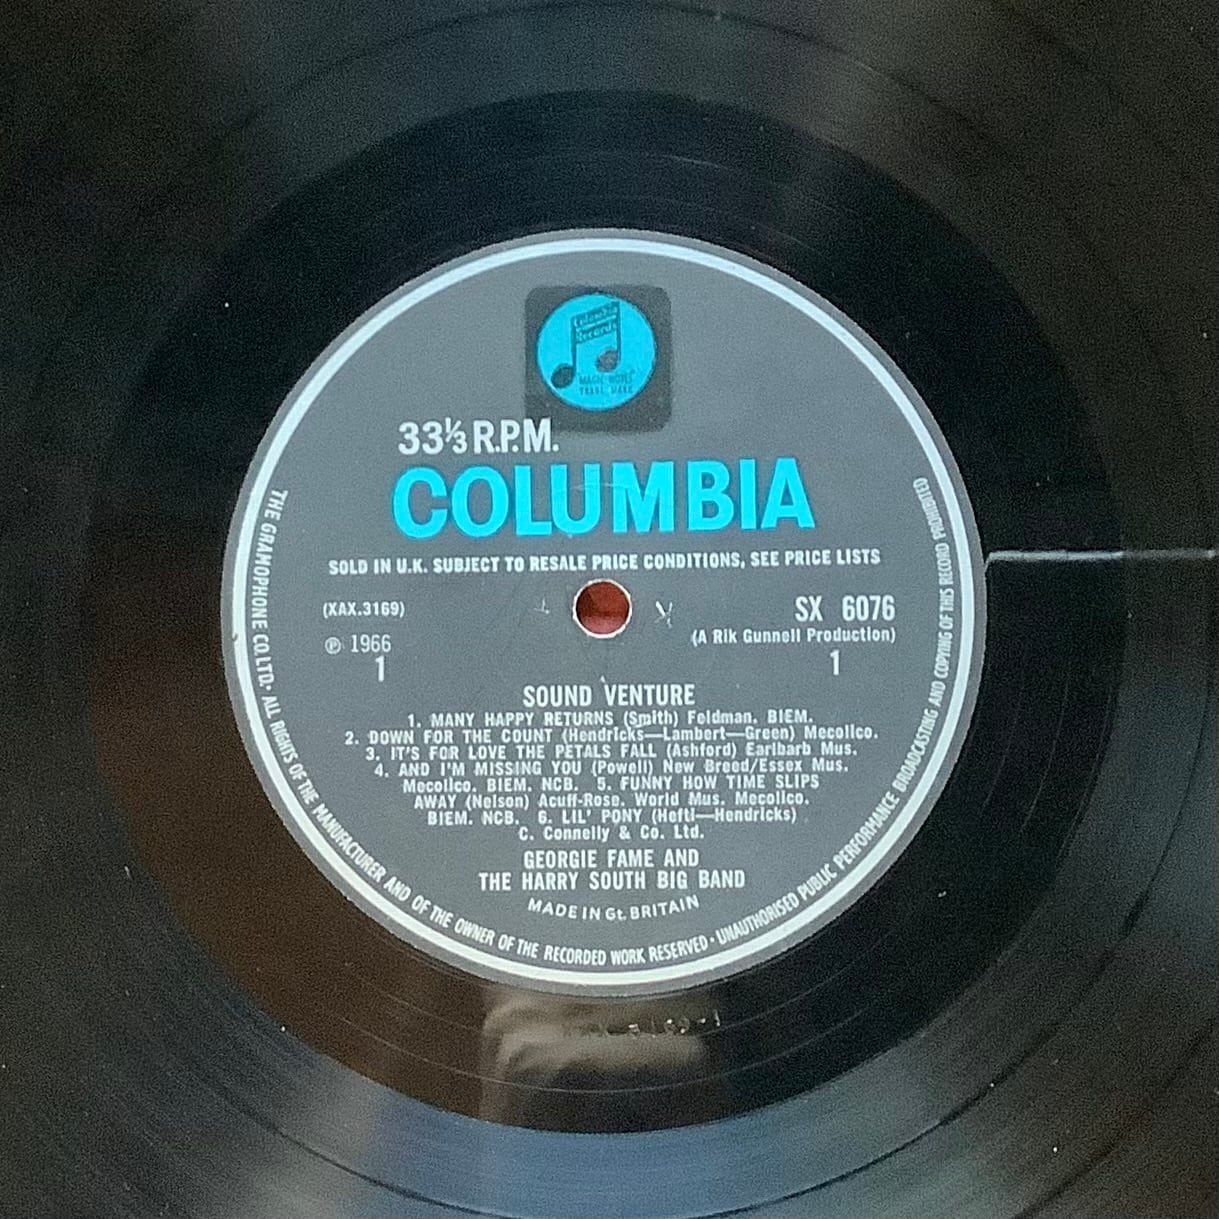 Columbia
Records
"MAGIC NOTES"
TRADE MARK
33⅓ R.P.M.
COLUMBIA
SOLD IN U.K. SUBJECT TO RESALE PRICE CONDITIONS, SEE PRICE LISTS
(XAX.3169)
SX 6076
(A Rik Gunnell Production)
℗ 1966
1
1
SOUND VENTURE
1. MANY HAPPY RETURNS (Smith) Feldman. BIEM.
2. DOWN FOR THE COUNT (Hendricks—Lambert—Green) Mecolico.
3. IT'S FOR LOVE THE PETALS FALL (Ashford) Earlbarb Mus.
4. AND I'M MISSING YOU (Powell) New Breed/Essex Mus.
Mecolico. BIEM. NCB. 5. FUNNY HOW TIME SLIPS
AWAY (Nelson) Acuff-Rose. World Mus. Mecolico.
BIEM. NCB. 6. LIL' PONY (Hefti—Hendricks)
C. Connelly & Co. Ltd.
GEORGIE FAME AND
THE HARRY SOUTH BIG BAND
MADE IN Gt. BRITAIN
THE GRAMOPHONE CO. LTD. · ALL RIGHTS OF THE MANUFACTURER AND OF THE OWNER OF THE RECORDED WORK RESERVED · UNAUTHORISED PUBLIC PERFORMANCE BROADCASTING AND COPYING OF THIS RECORD PROHIBITED